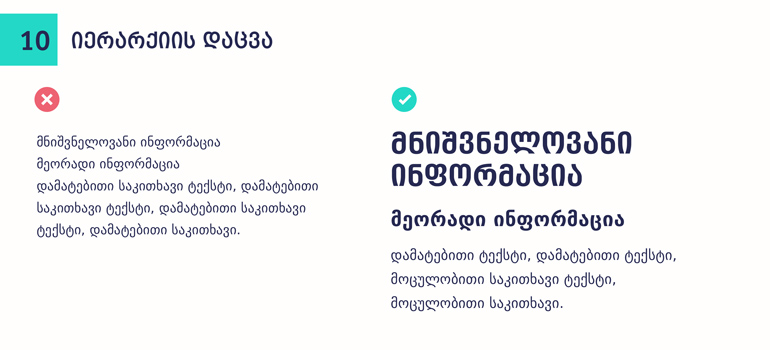 10 იერარქიის დაცვა
მნიშვნელოვანი ინფორმაცია
მეორადი ინფორმაცია
დამატებითი საკითხავი ტექსტი, დამატებითი
საკითხავი ტექსტი, დამატებითი საკითხავი
ტექსტი, დამატებითი საკითხავი.
მნიშვნელოვანი
ინფორმაცია
მეორადი ინფორმაცია
დამატებითი ტექსტი, დამატებითი ტექსტი,
მოცულობითი საკითხავი ტექსტი,
მოცულობითი საკითხავი.